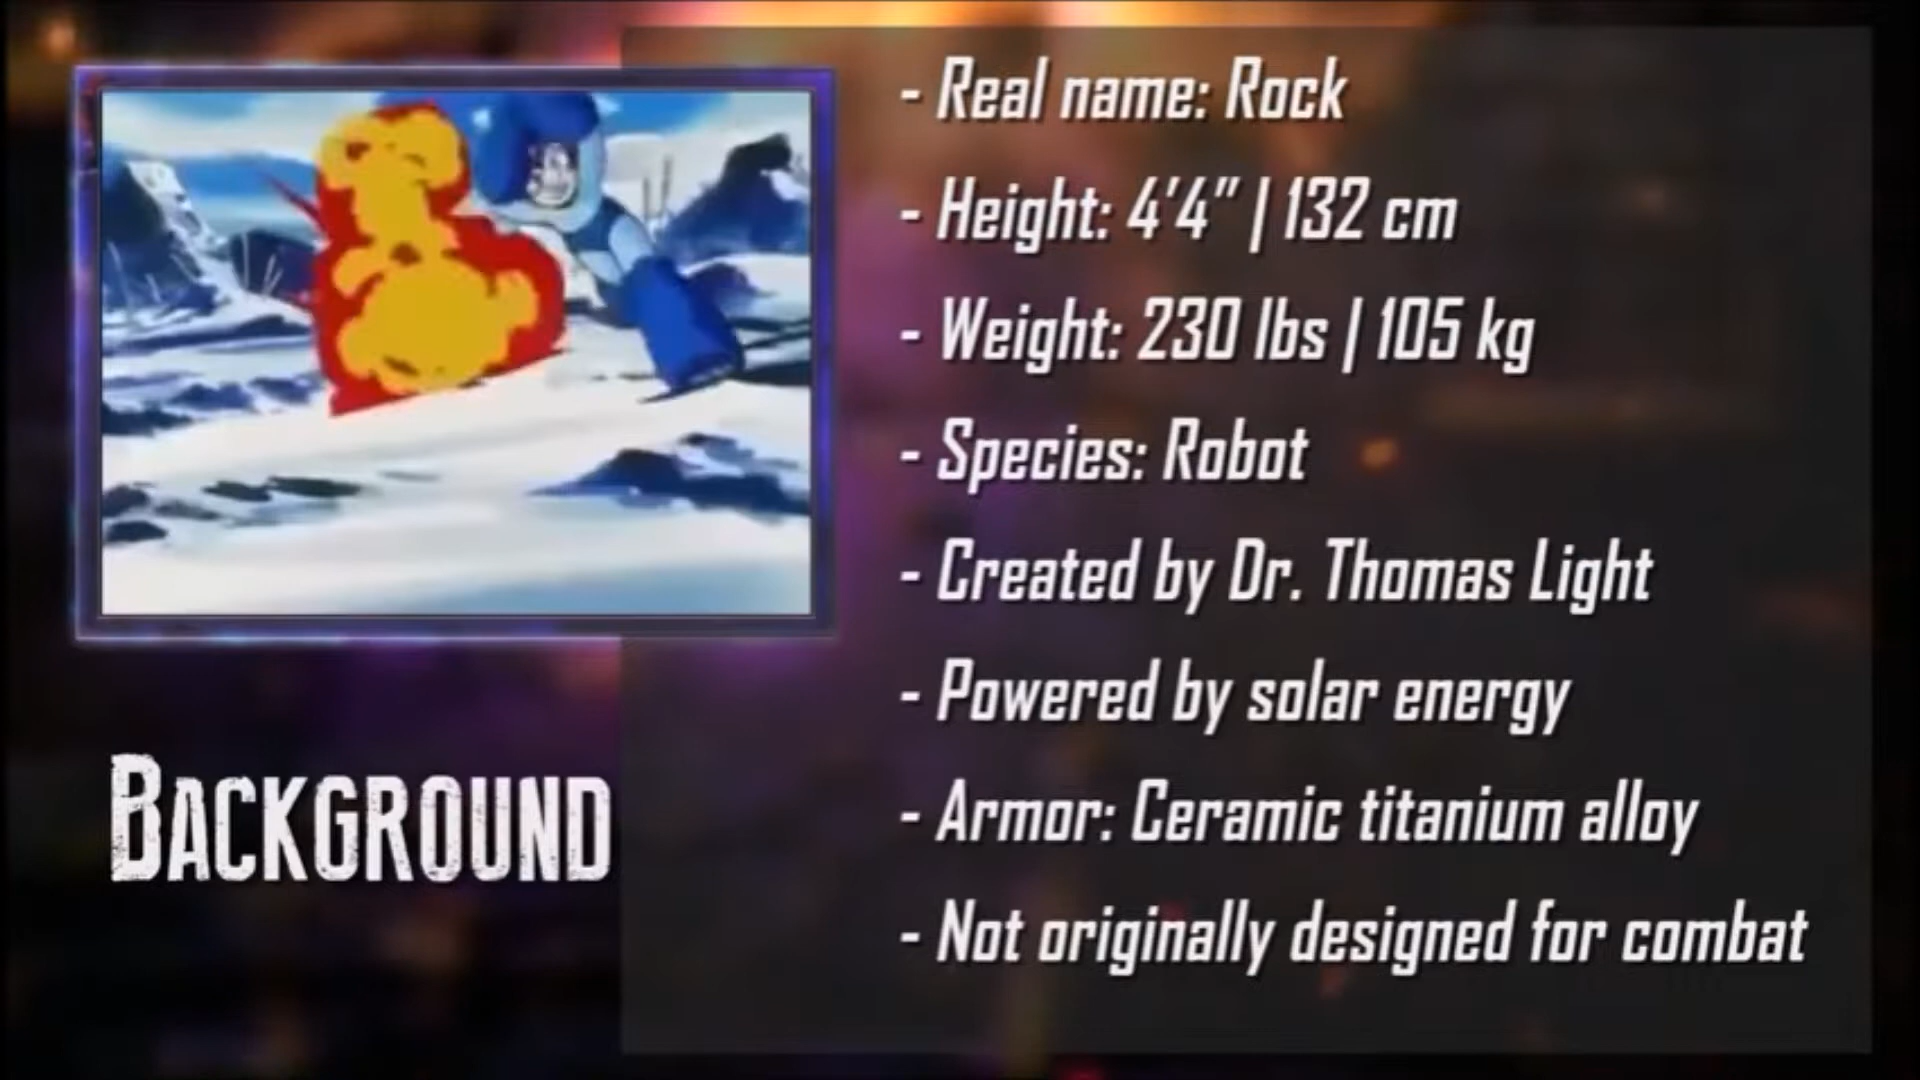 - Real name: Rock
- Height: 4'4" | 132 cm
- Weight: 230 lbs | 105 kg
- Species: Robot
- Created by Dr. Thomas Light
- Powered by solar energy
- Armor: Ceramic titanium alloy
- Not originally designed for combat
BACKGROUND